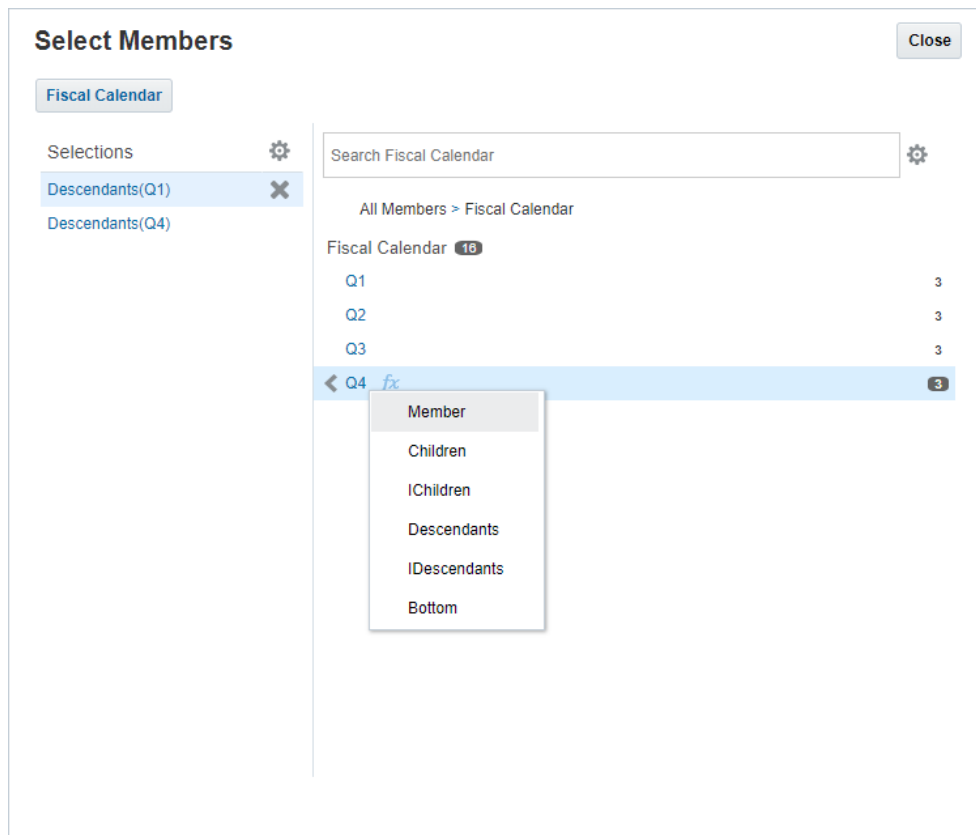 Select Members
Close
Fiscal Calendar
Selections
Descendants(Q1)
Descendants(Q4)
Search Fiscal Calendar
All Members > Fiscal Calendar
Fiscal Calendar 16
Q1 3
Q2 3
Q3 3
Q4 fx 3
Member
Children
IChildren
Descendants
IDescendants
Bottom